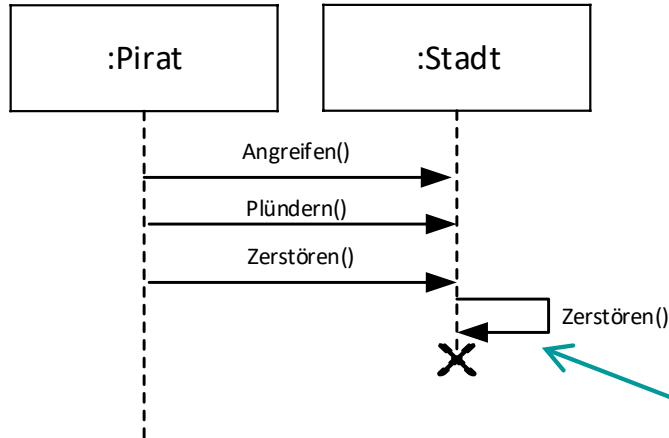 :Pirat
:Stadt
Angreifen()
Plündern()
Zerstören()
Zerstören()